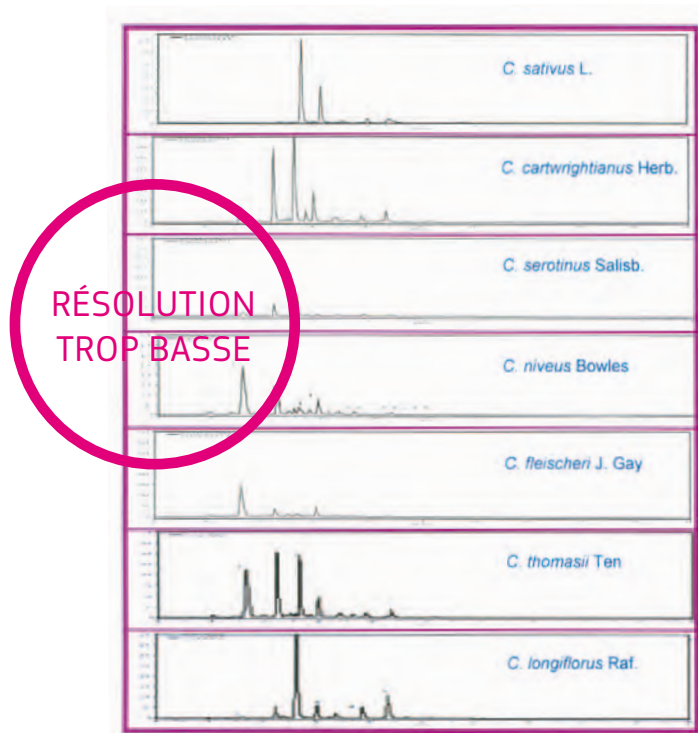 C. sativus L.
C. cartwrightianus Herb.
C. serotinus Salisb.
RÉSOLUTION
TROP BASSE
C. niveus Bowles
C. fleischeri J. Gay
C. thomasii Ten
C. longiflorus Raf.